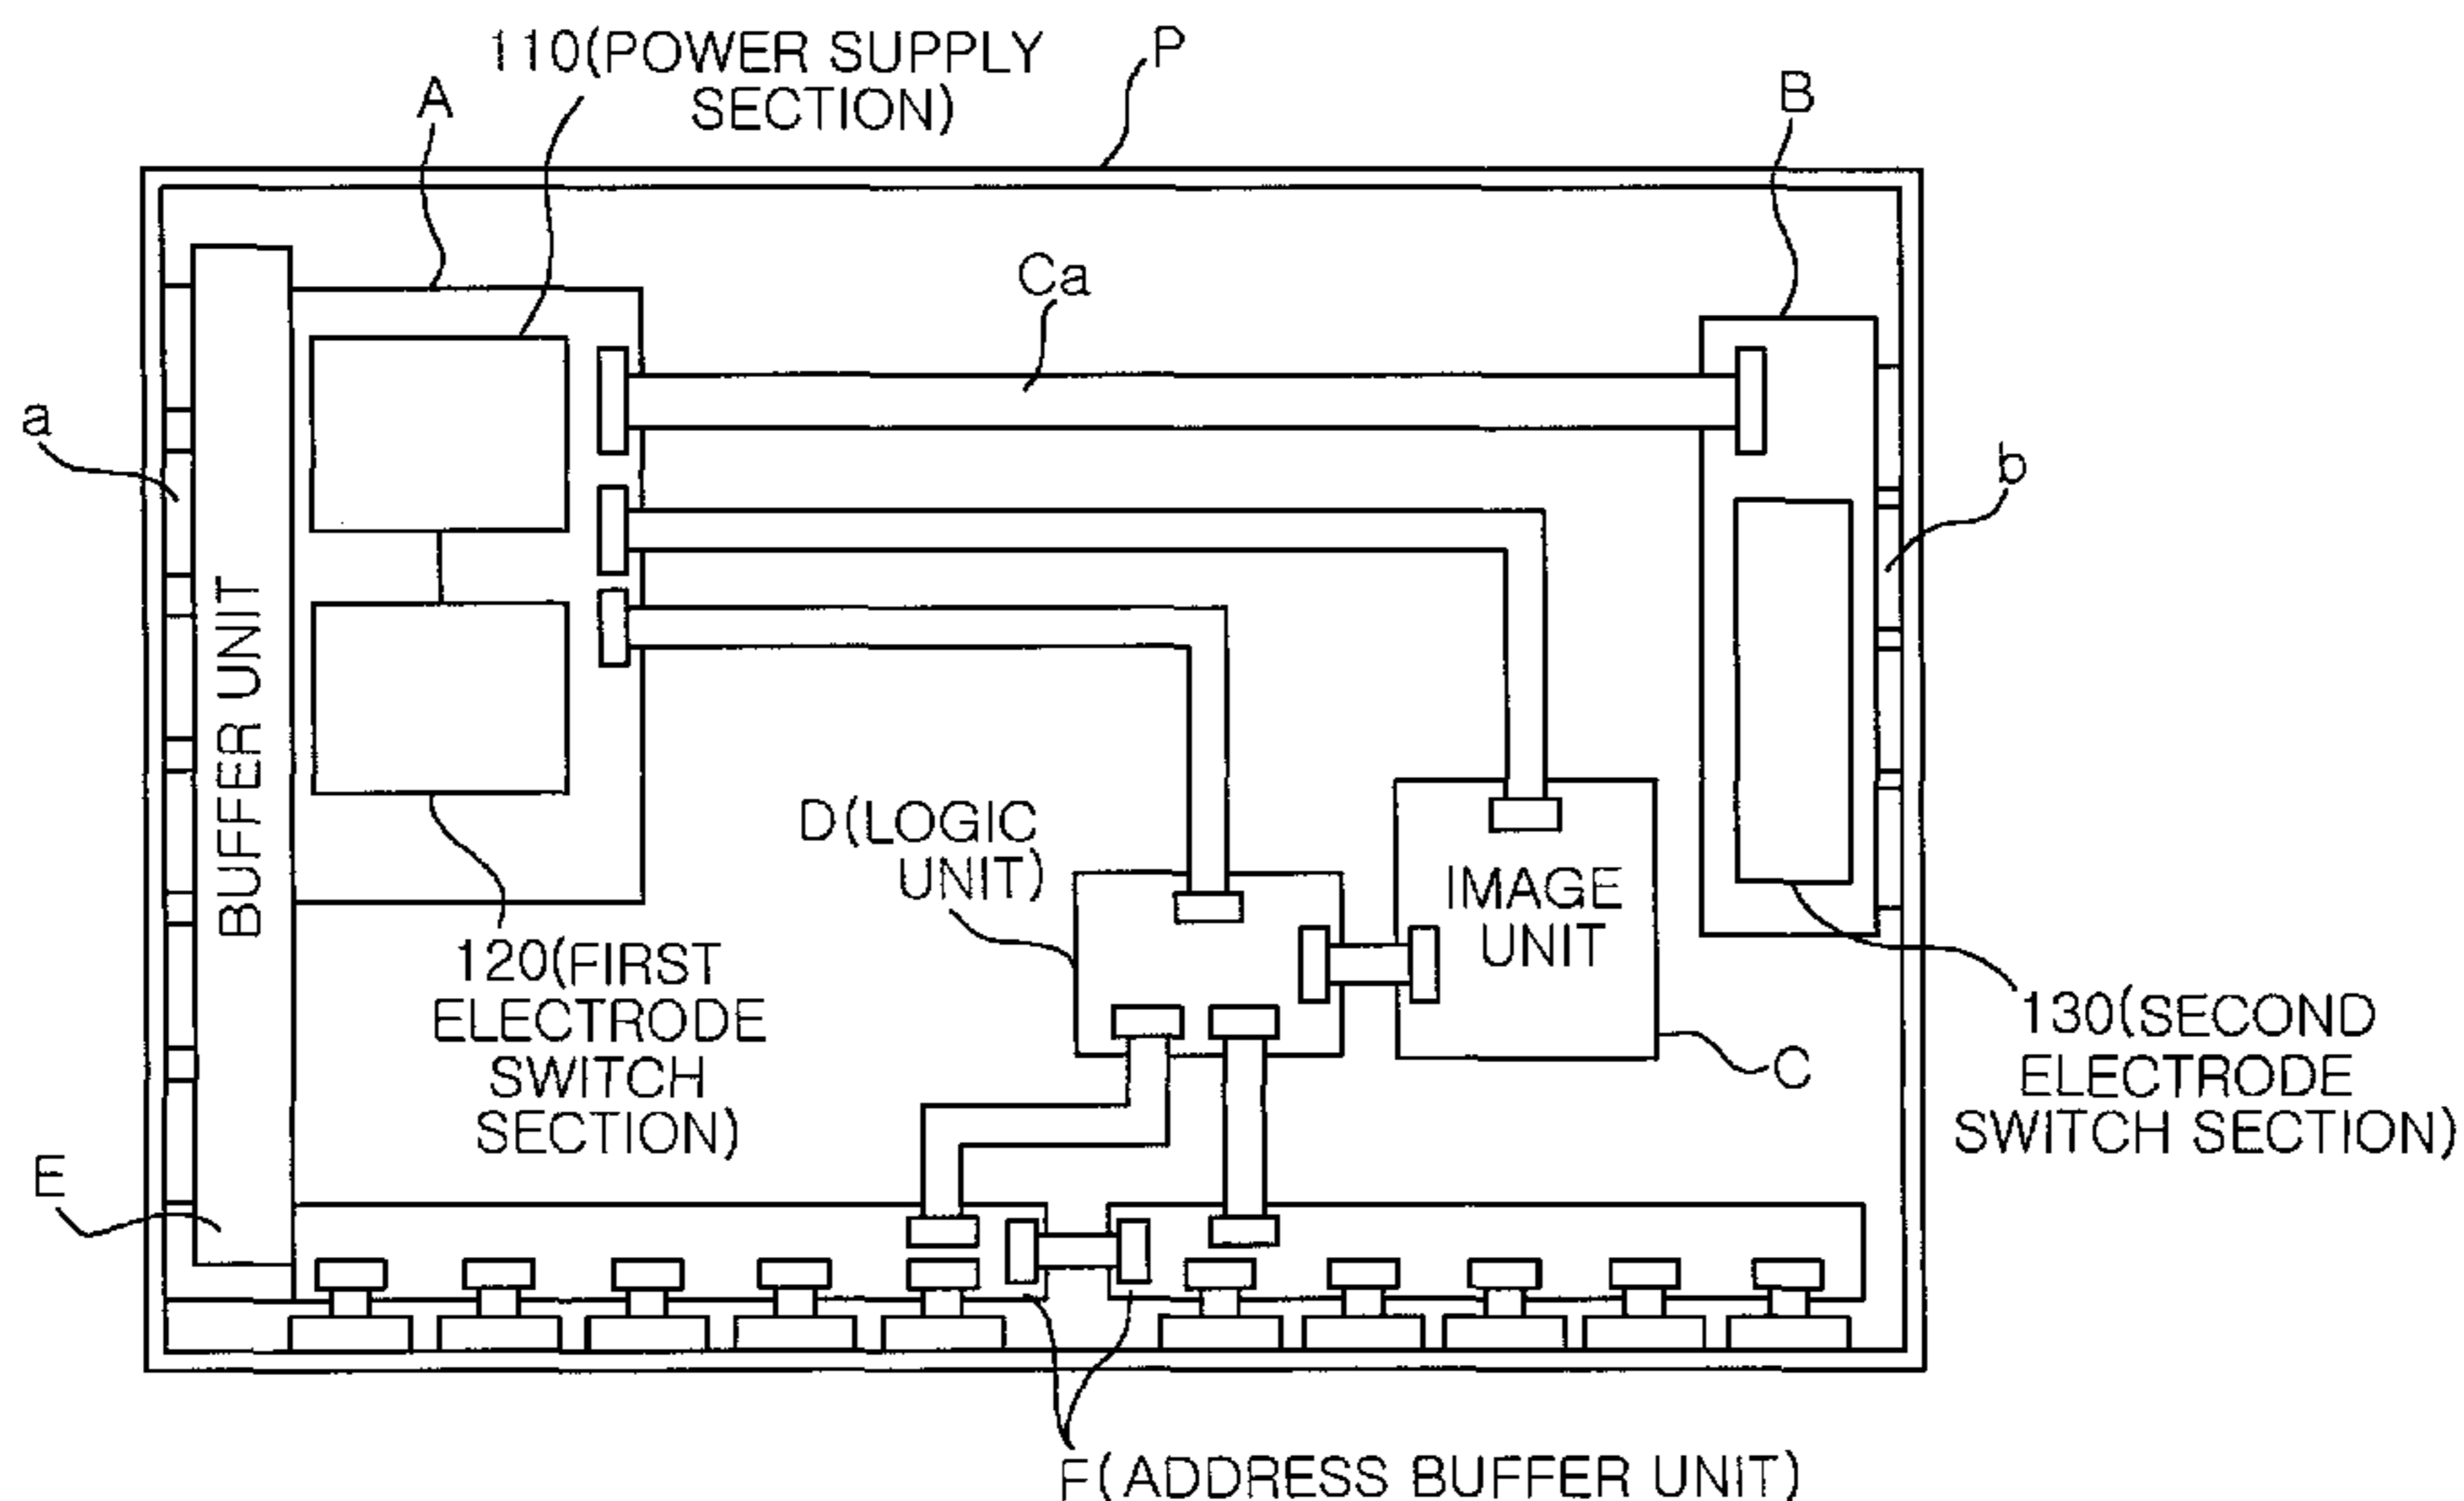 110(POWER SUPPLY
SECTION)
P
A
B
Ca
a
b
BUFFER UNIT
D(LOGIC
UNIT)
IMAGE
UNIT
120(FIRST
ELECTRODE
SWITCH
SECTION)
130(SECOND
ELECTRODE
SWITCH SECTION)
C
E
F(ADDRESS BUFFER UNIT)